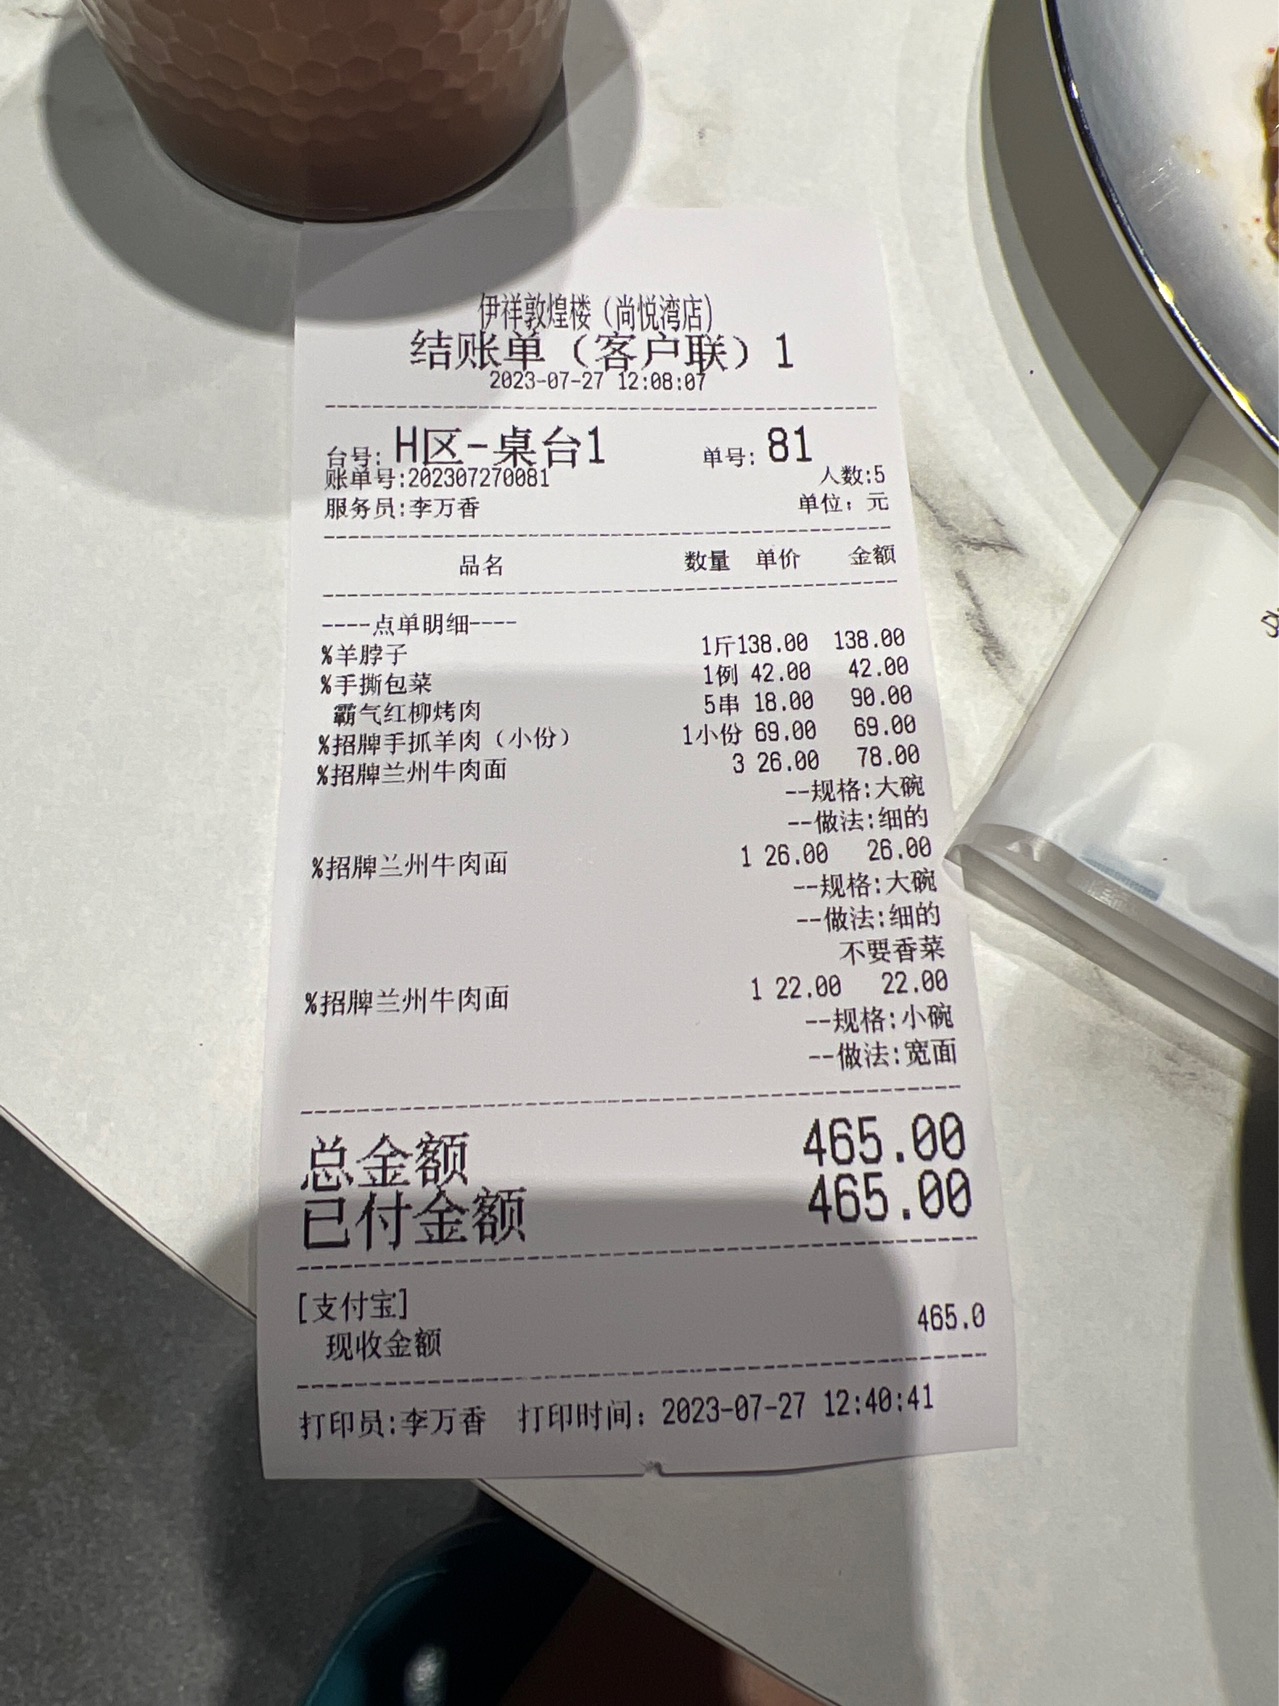 伊祥敦煌楼（尚悦湾店）
结账单（客户联）1
2023-07-27 12:08:07
台号: H区-桌台1 单号: 81
账单号:202307270081 人数:5
服务员:李万香 单位：元
品名 数量 单价 金额
----点单明细----
%羊脖子 1斤138.00 138.00
%手撕包菜 1例 42.00 42.00
霸气红柳烤肉 5串 18.00 90.00
%招牌手抓羊肉（小份） 1小份 69.00 69.00
%招牌兰州牛肉面 3 26.00 78.00
--规格:大碗
--做法:细的
%招牌兰州牛肉面 1 26.00 26.00
--规格:大碗
--做法:细的
不要香菜
%招牌兰州牛肉面 1 22.00 22.00
--规格:小碗
--做法:宽面
总金额 465.00
已付金额 465.00
[支付宝]
现收金额 465.0
打印员:李万香 打印时间：2023-07-27 12:40:41